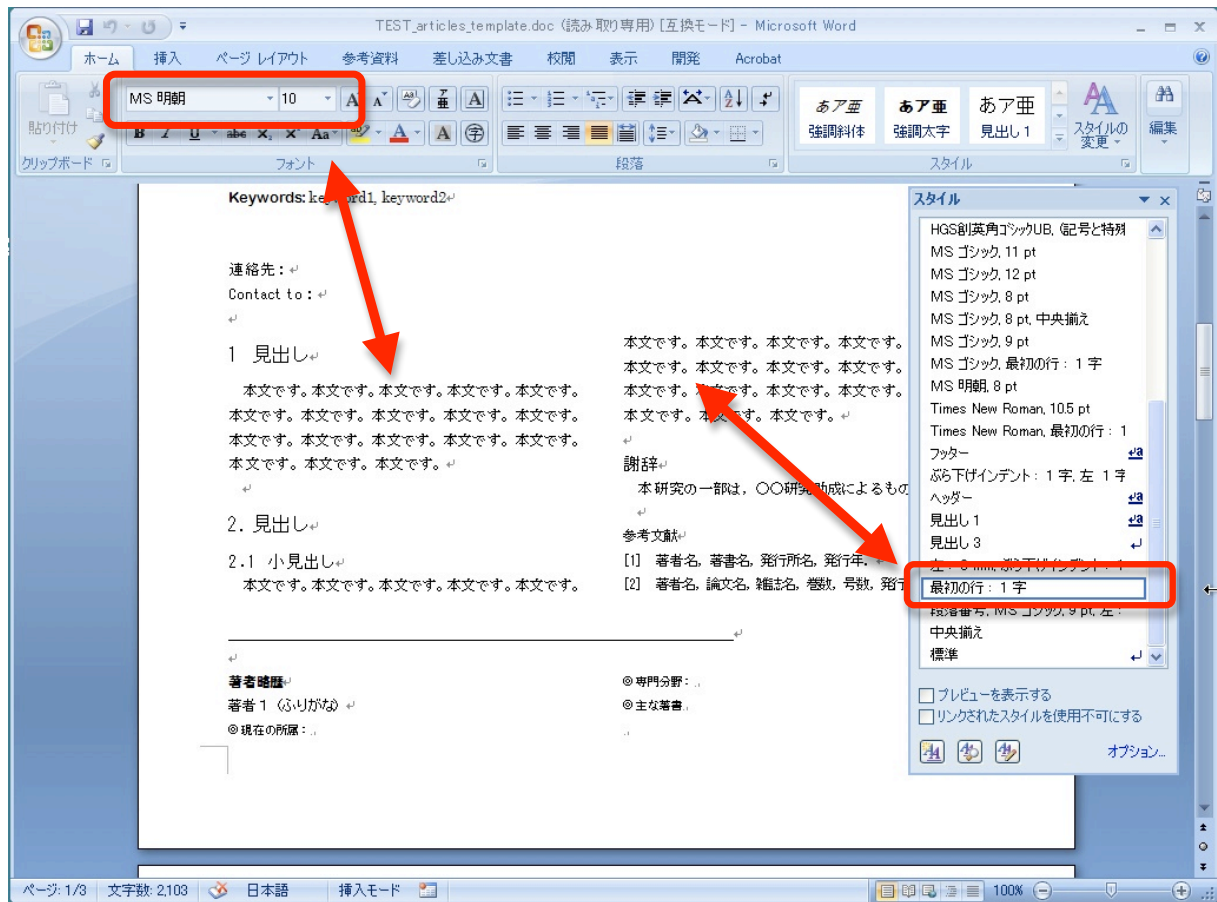 TEST_articles_template.doc (読み取り専用) [互換モード] - Microsoft Word
ホーム 挿入 ページ レイアウト 参考資料 差し込み文書 校閲 表示 開発 Acrobat
MS 明朝 10
貼り付け
B I U abc X₂ X² Aa A A
クリップボード フォント 段落 スタイル
あア亜 あア亜 あア亜
強調斜体 強調太字 見出し 1
スタイルの変更
編集
Keywords: keyword1, keyword2
連絡先：
Contact to：
1 見出し
本文です。本文です。本文です。本文です。本文です。
本文です。本文です。本文です。本文です。本文です。
本文です。本文です。本文です。本文です。本文です。
本文です。本文です。本文です。
2. 見出し
2.1 小見出し
本文です。本文です。本文です。本文です。本文です。
本文です。本文です。本文です。本文です。
本文です。本文です。本文です。本文です。
本文です。本文です。本文です。本文です。
本文です。本文です。本文です。
謝辞
本研究の一部は，〇〇研究助成によるもの
参考文献
[1] 著者名，著書名，発行所名，発行年．
[2] 著者名，論文名，雑誌名，巻数，号数，発行
著者略歴
著者１（ふりがな）
◎現在の所属：
◎専門分野：
◎主な著書
スタイル
HGS創英角ゴシックUB, (記号と特殊
MS ゴシック, 11 pt
MS ゴシック, 12 pt
MS ゴシック, 8 pt
MS ゴシック, 8 pt, 中央揃え
MS ゴシック, 9 pt
MS ゴシック, 最初の行 : 1 字
MS 明朝, 8 pt
Times New Roman, 10.5 pt
Times New Roman, 最初の行 : 1
フッター
ぶら下げインデント : 1 字, 左 1 字
ヘッダー
見出し 1
見出し 3
最初の行 : 1 字
段落番号, MS ゴシック, 9 pt, 左 :
中央揃え
標準
プレビューを表示する
リンクされたスタイルを使用不可にする
オプション...
ページ: 1/3 文字数: 2,103 日本語 挿入モード 100%